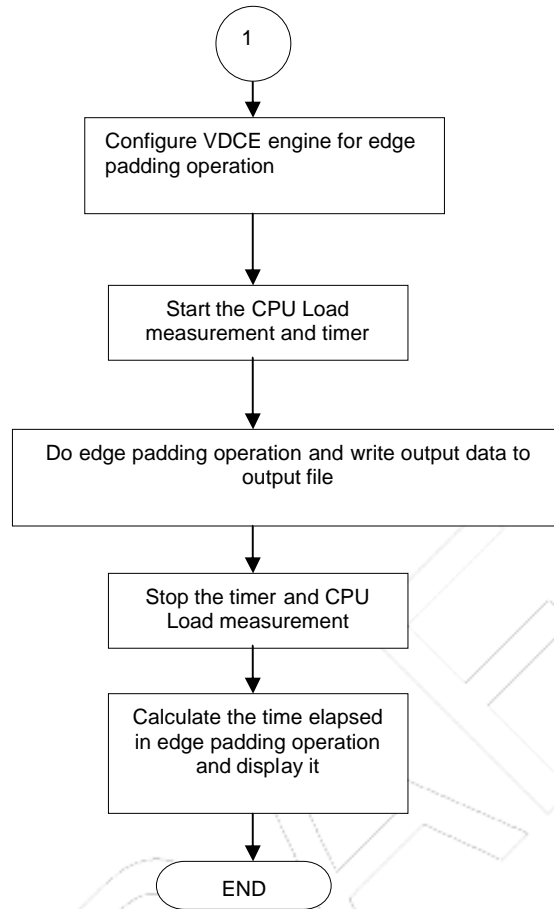 1
Configure VDCE engine for edge
padding operation
Start the CPU Load
measurement and timer
Do edge padding operation and write output data to
output file
Stop the timer and CPU
Load measurement
Calculate the time elapsed
in edge padding operation
and display it
END